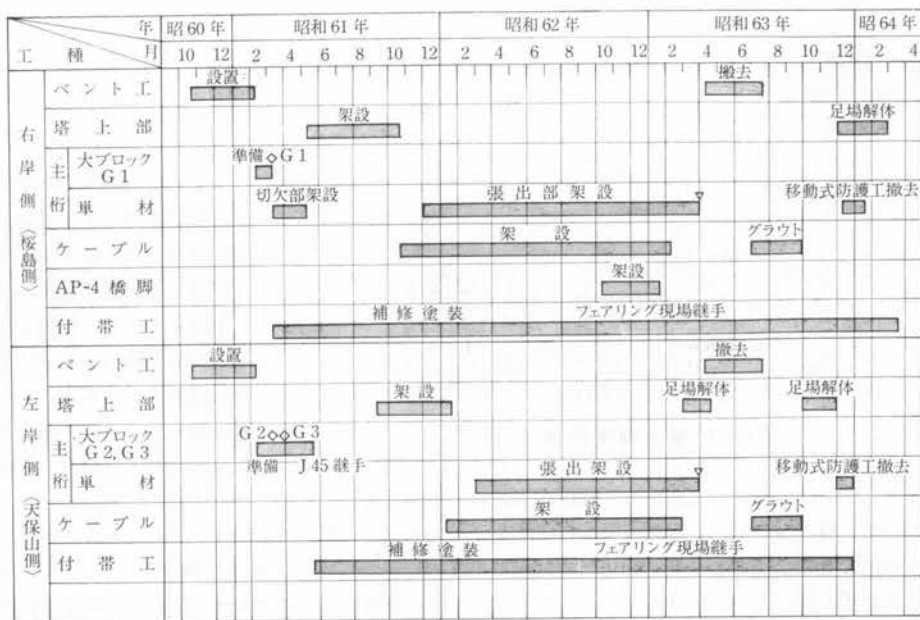 年 昭60年 昭和61年 昭和62年 昭和63年 昭64年
工種 月 10 12 2 4 6 8 10 12 2 4 6 8 10 12 2 4 6 8 10 12 2 4
右岸側〈桜島側〉
ベント工 設置 搬去
塔上部 架設 足場解体
主桁
大ブロック G1 準備 ◇G1
単材 切欠部架設 張出部架設 移動式防護工撤去
ケーブル 架設 グラウト
AP-4橋脚 架設
付帯工 補修塗装 フェアリング現場継手
左岸側〈天保山側〉
ベント工 設置 撤去
塔上部 架設 足場解体 足場解体
主桁
大ブロック G2,G3 G2◇◇G3
準備 J45継手
単材 張出架設 移動式防護工撤去
ケーブル 架設 グラウト
付帯工 補修塗装 フェアリング現場継手